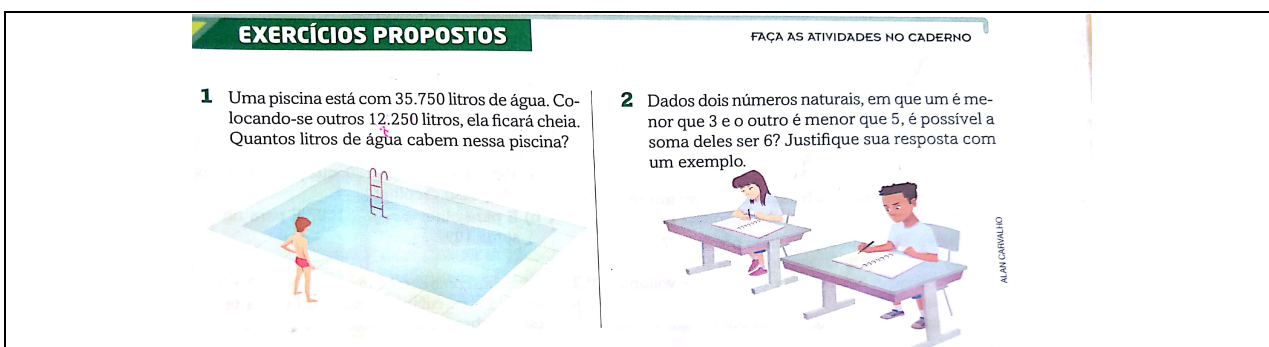 EXERCÍCIOS PROPOSTOS
FAÇA AS ATIVIDADES NO CADERNO
1 Uma piscina está com 35.750 litros de água. Co-
locando-se outros 12.250 litros, ela ficará cheia.
Quantos litros de água cabem nessa piscina?
2 Dados dois números naturais, em que um é me-
nor que 3 e o outro é menor que 5, é possível a
soma deles ser 6? Justifique sua resposta com
um exemplo.
ALAN CARVALHO